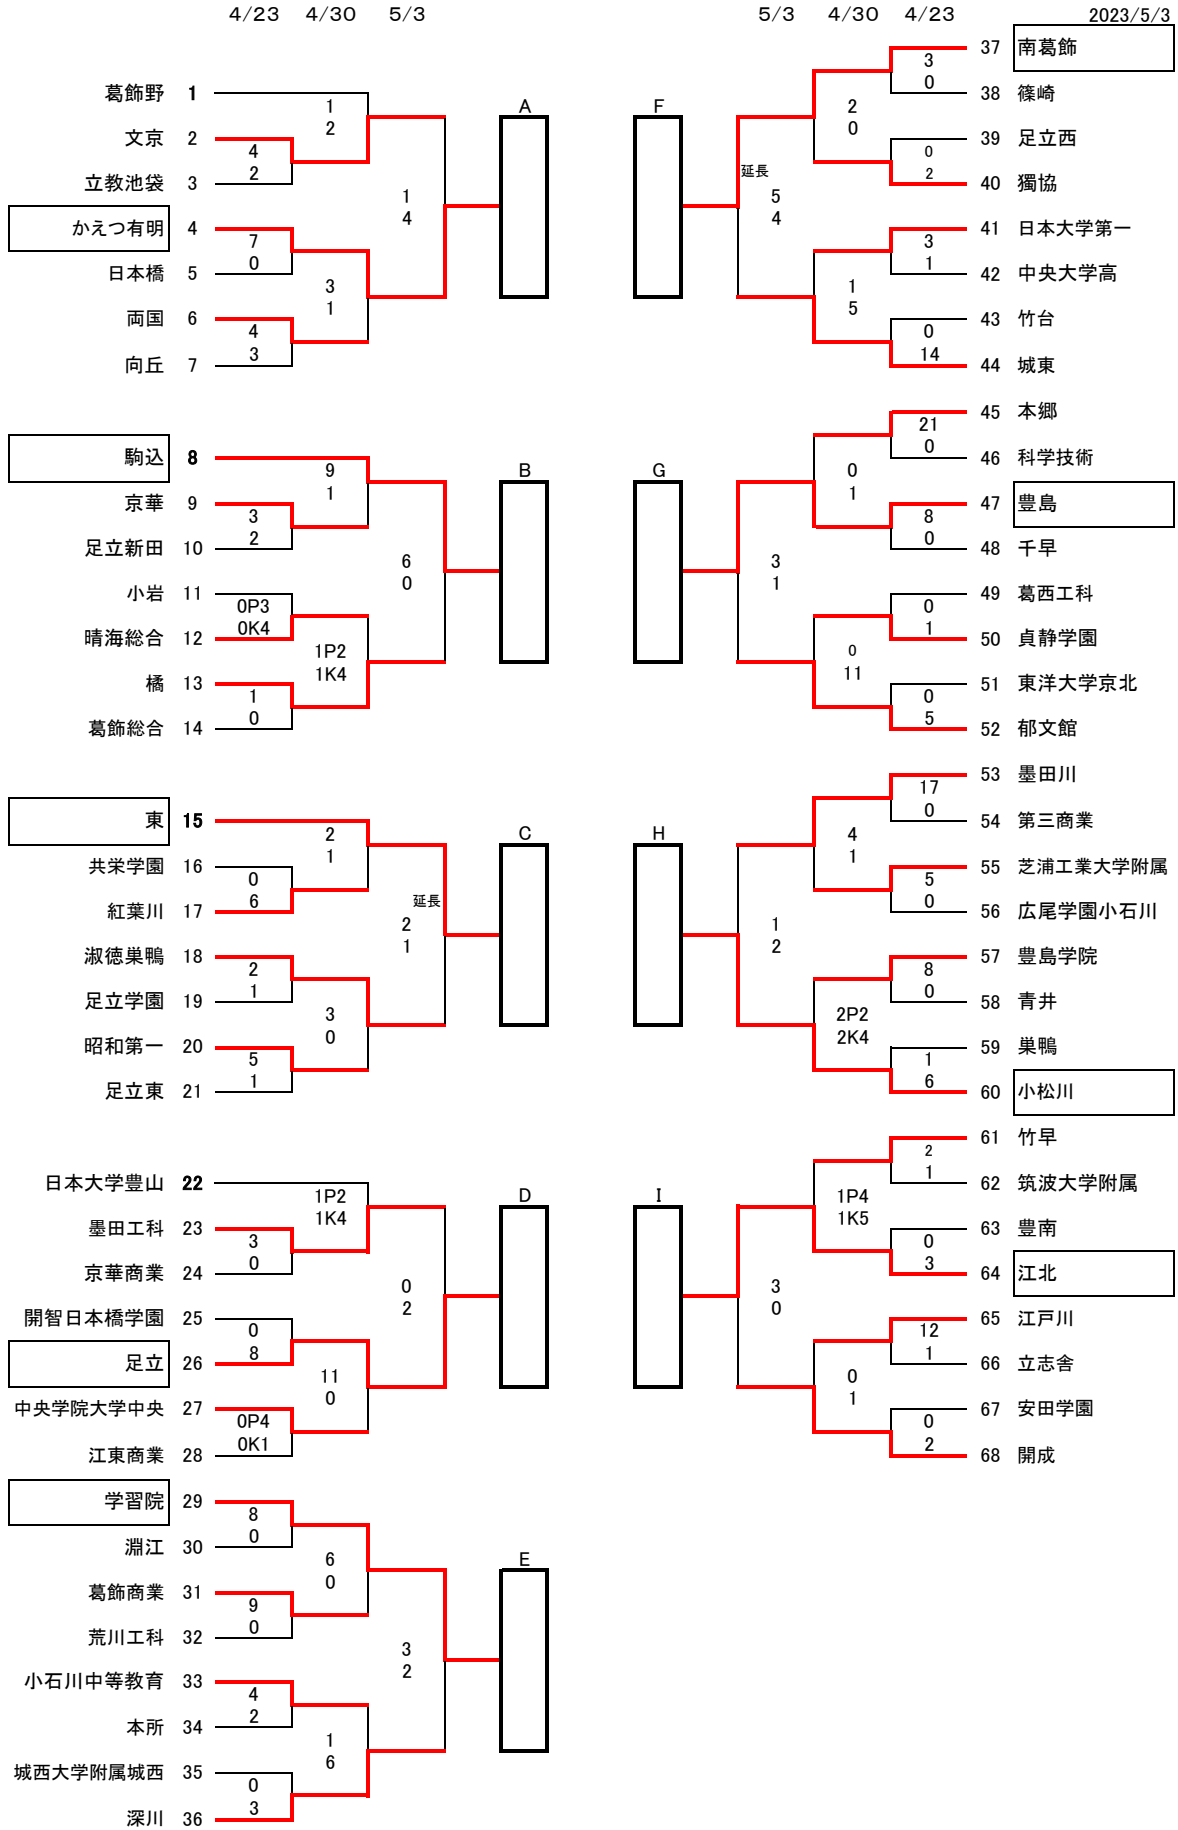 4/23 4/30 5/3
5/3 4/30 4/23 2023/5/3
葛飾野 1
文京 2
立教池袋 3
かえつ有明 4
日本橋 5
両国 6
向丘 7
4
2
7
0
4
3
1
2
3
1
1
4
A
駒込 8
京華 9
足立新田 10
小岩 11
晴海総合 12
橘 13
葛飾総合 14
3
2
0P3
0K4
1
0
9
1
1P2
1K4
6
0
B
東 15
共栄学園 16
紅葉川 17
淑徳巣鴨 18
足立学園 19
昭和第一 20
足立東 21
0
6
2
1
5
1
2
1
3
0
延長
2
1
C
日本大学豊山 22
墨田工科 23
京華商業 24
開智日本橋学園 25
足立 26
中央学院大学中央 27
江東商業 28
3
0
0
8
0P4
0K1
1P2
1K4
11
0
0
2
D
学習院 29
淵江 30
葛飾商業 31
荒川工科 32
小石川中等教育 33
本所 34
城西大学附属城西 35
深川 36
8
0
9
0
4
2
0
3
6
0
1
6
3
2
E
37 南葛飾
38 篠崎
39 足立西
40 獨協
41 日本大学第一
42 中央大学高
43 竹台
44 城東
3
0
0
2
3
1
0
14
2
0
1
5
延長
5
4
F
45 本郷
46 科学技術
47 豊島
48 千早
49 葛西工科
50 貞静学園
51 東洋大学京北
52 郁文館
21
0
8
0
0
1
0
5
0
1
0
11
3
1
G
53 墨田川
54 第三商業
55 芝浦工業大学附属
56 広尾学園小石川
57 豊島学院
58 青井
59 巣鴨
60 小松川
17
0
5
0
8
0
1
6
4
1
2P2
2K4
1
2
H
61 竹早
62 筑波大学附属
63 豊南
64 江北
65 江戸川
66 立志舎
67 安田学園
68 開成
2
1
0
3
12
1
0
2
1P4
1K5
0
1
3
0
I